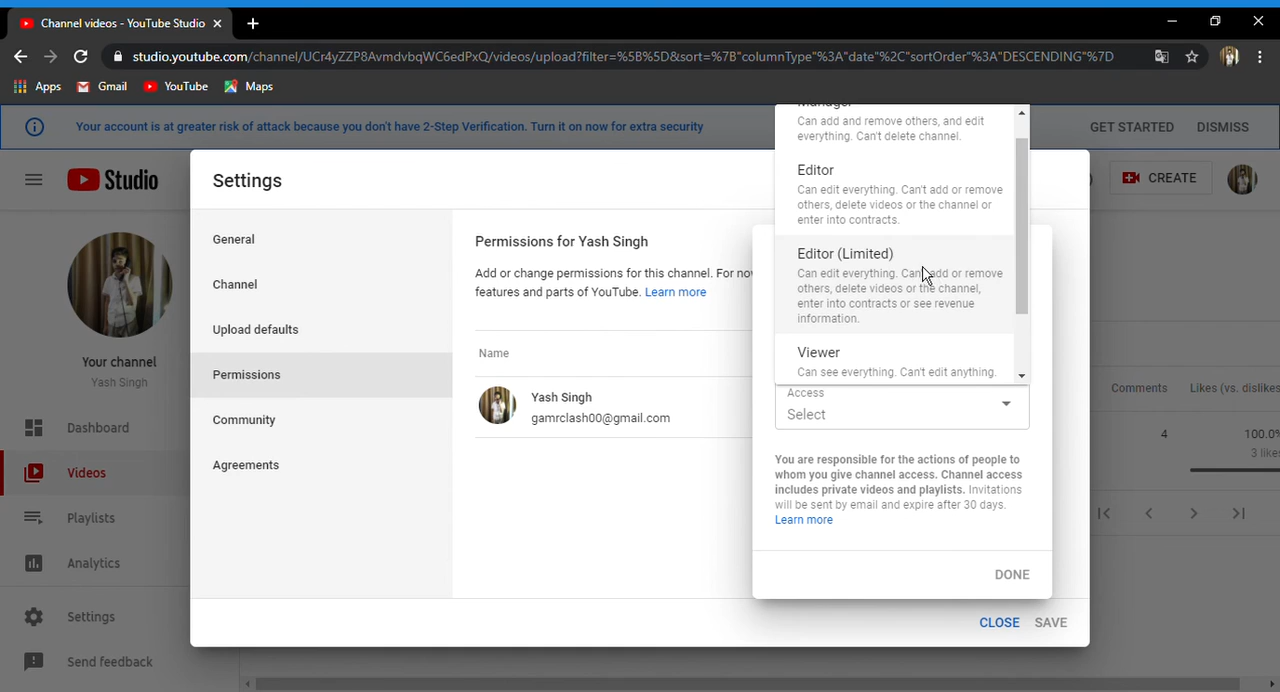 Channel videos - YouTube Studio
studio.youtube.com/channel/UCr4yZZP8AvmdvbqWC6edPxQ/videos/upload?filter=%5B%5D&sort=%7B"columnType"%3A"date"%2C"sortOrder"%3A"DESCENDING"%7D
Apps Gmail YouTube Maps
Your account is at greater risk of attack because you don't have 2-Step Verification. Turn it on now for extra security
GET STARTED DISMISS
Studio
CREATE
Your channel
Yash Singh
Dashboard
Videos
Playlists
Analytics
Settings
Send feedback
Settings
General
Channel
Upload defaults
Permissions
Community
Agreements
Permissions for Yash Singh
Add or change permissions for this channel. For now
features and parts of YouTube. Learn more
Name
Yash Singh
gamrclash00@gmail.com
Manager
Can add and remove others, and edit
everything. Can't delete channel.
Editor
Can edit everything. Can't add or remove
others, delete videos or the channel or
enter into contracts.
Editor (Limited)
Can edit everything. Can't add or remove
others, delete videos or the channel,
enter into contracts or see revenue
information.
Viewer
Can see everything. Can't edit anything.
Access
Select
You are responsible for the actions of people to
whom you give channel access. Channel access
includes private videos and playlists. Invitations
will be sent by email and expire after 30 days.
Learn more
DONE
CLOSE SAVE
Comments Likes (vs. dislikes
4 100.0%
3 likes